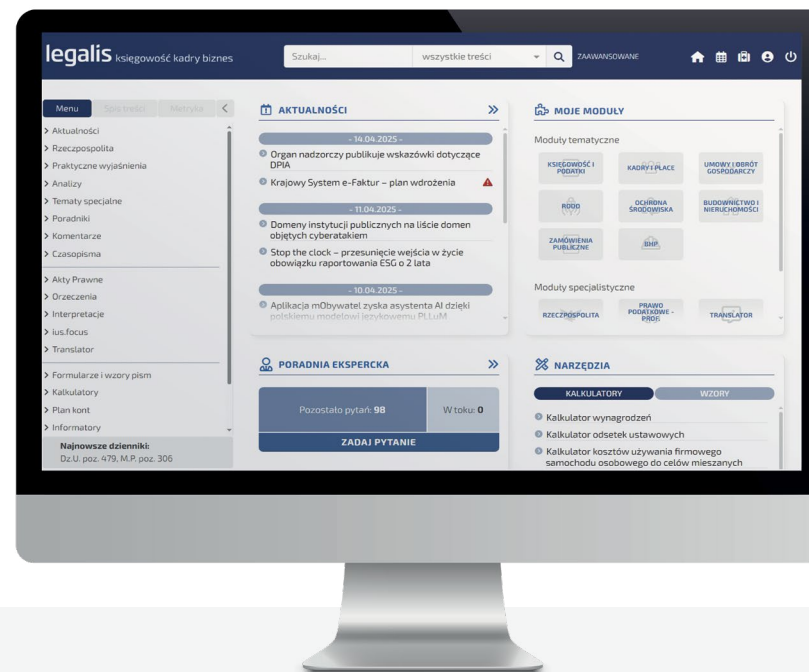 legalis księgowość kadry biznes
Szukaj...
wszystkie treści
ZAAWANSOWANE
Menu
Spis treści
Metryka
Aktualności
Rzeczpospolita
Praktyczne wyjaśnienia
Analizy
Tematy specjalne
Poradniki
Komentarze
Czasopisma
Akty Prawne
Orzeczenia
Interpretacje
ius.focus
Translator
Formularze i wzory pism
Kalkulatory
Plan kont
Informatory
Najnowsze dzienniki:
Dz.U. poz. 479, M.P. poz. 306
AKTUALNOŚCI
- 14.04.2025 -
Organ nadzorczy publikuje wskazówki dotyczące
DPIA
Krajowy System e-Faktur – plan wdrożenia
- 11.04.2025 -
Domeny instytucji publicznych na liście domen
objętych cyberatakiem
Stop the clock – przesunięcie wejścia w życie
obowiązku raportowania ESG o 2 lata
- 10.04.2025 -
Aplikacja mObywatel zyska asystenta AI dzięki
polskiemu modelowi językowemu PLLuM
MOJE MODUŁY
Moduły tematyczne
KSIĘGOWOŚĆ I
PODATKI
KADRY I PŁACE
UMOWY I OBRÓT
GOSPODARCZY
RODO
OCHRONA
ŚRODOWISKA
BUDOWNICTWO I
NIERUCHOMOŚCI
ZAMÓWIENIA
PUBLICZNE
BHP
Moduły specjalistyczne
RZECZPOSPOLITA
PRAWO
PODATKOWE -
PROF.
TRANSLATOR
PORADNIA EKSPERCKA
Pozostało pytań: 98
W toku: 0
ZADAJ PYTANIE
NARZĘDZIA
KALKULATORY
WZORY
Kalkulator wynagrodzeń
Kalkulator odsetek ustawowych
Kalkulator kosztów używania firmowego
samochodu osobowego do celów mieszanych